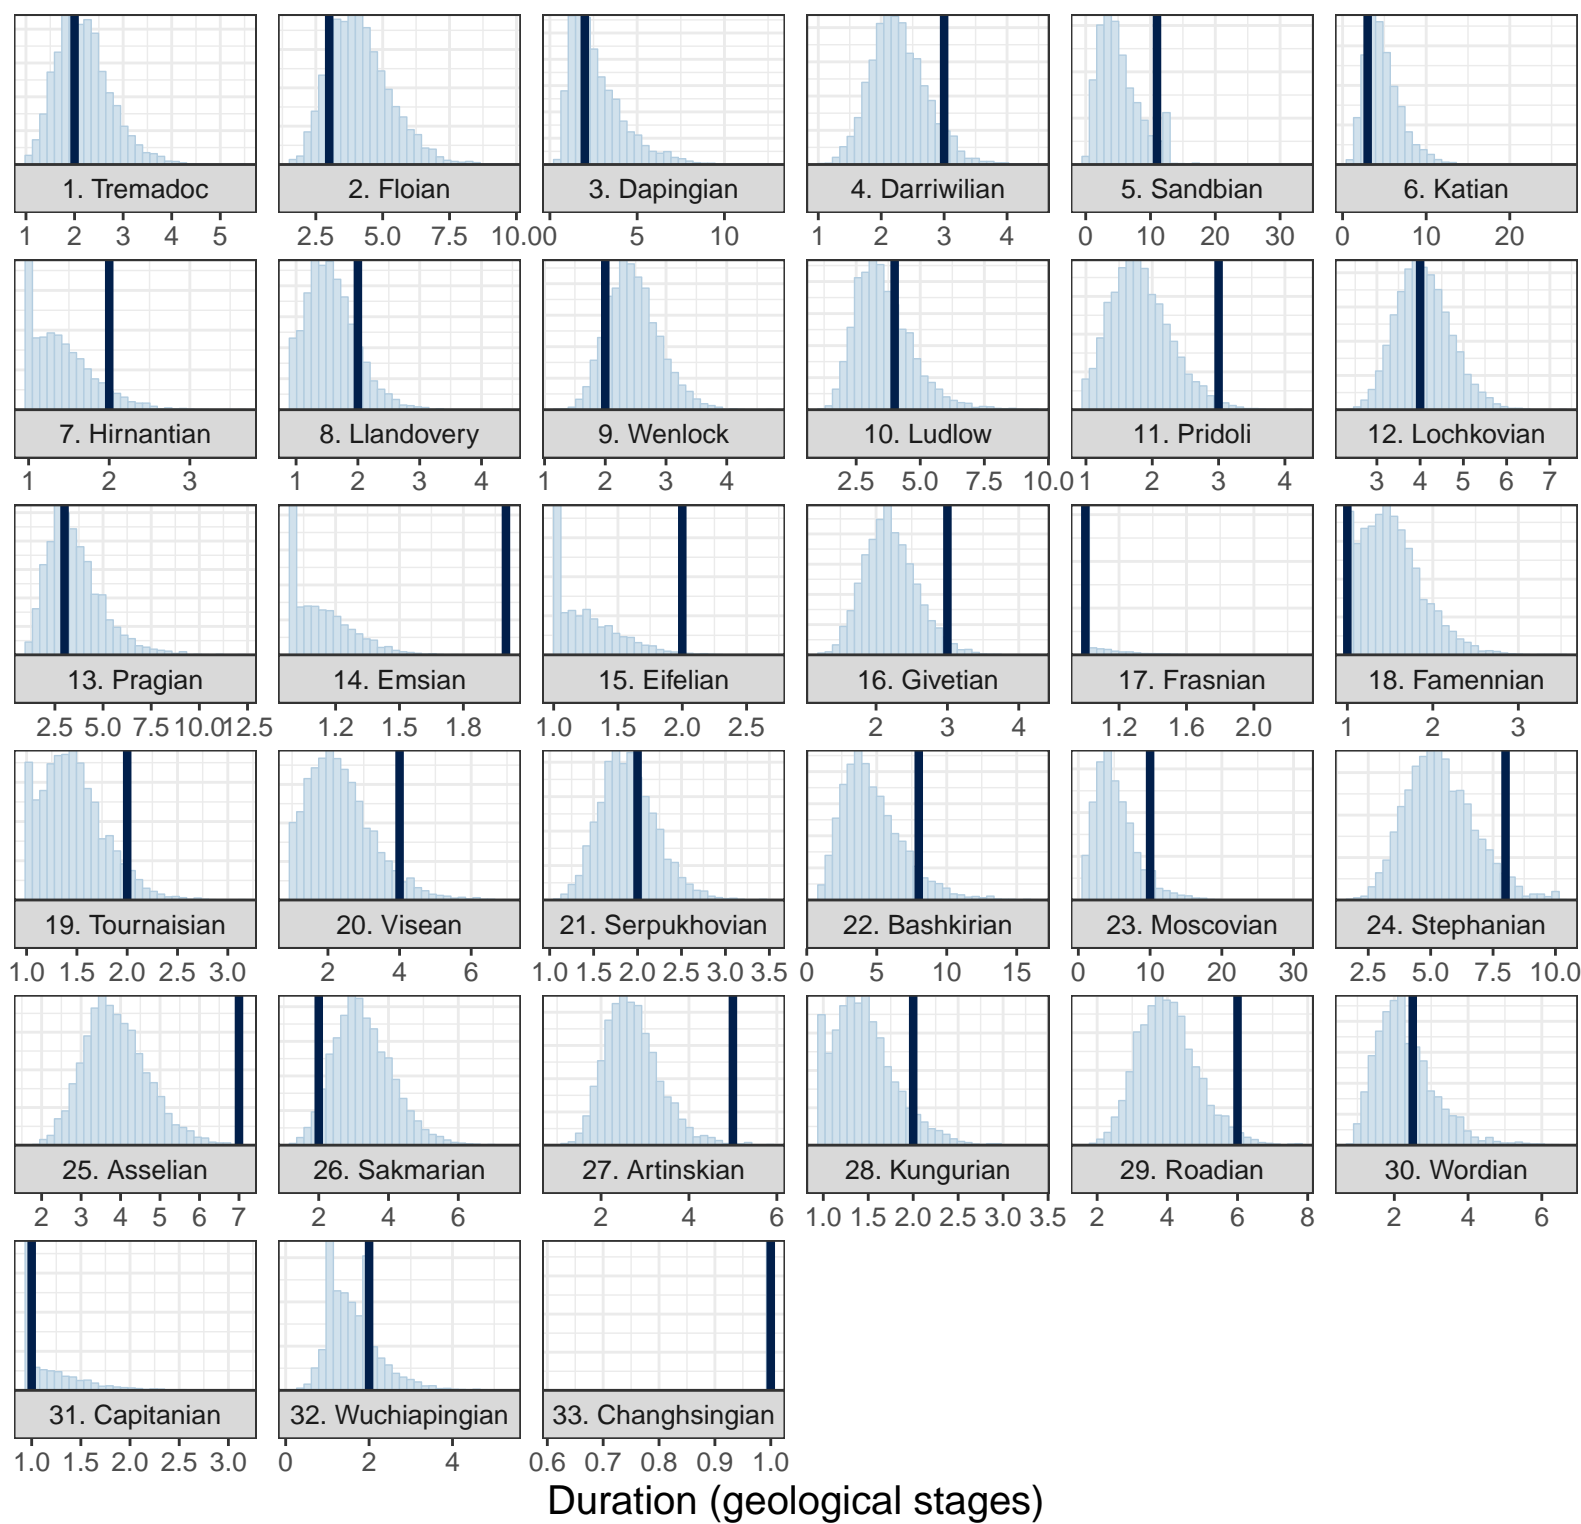 1. Tremadoc 2. Floian 3. Dapingian 4. Darriwilian 5. Sandbian 6. Katian
1 2 3 4 5 2.5 5.0 7.5 10.0 0 5 10 1 2 3 4 0 10 20 30 0 10 20
7. Hirnantian 8. Llandovery 9. Wenlock 10. Ludlow 11. Pridoli 12. Lochkovian
1 2 3 1 2 3 4 1 2 3 4 2.5 5.0 7.5 10.0 1 2 3 4 3 4 5 6 7
13. Pragian 14. Emsian 15. Eifelian 16. Givetian 17. Frasnian 18. Famennian
2.5 5.0 7.5 10.0 12.5 1.2 1.5 1.8 1.0 1.5 2.0 2.5 2 3 4 1.2 1.6 2.0 1 2 3
19. Tournaisian 20. Visean 21. Serpukhovian 22. Bashkirian 23. Moscovian 24. Stephanian
1.0 1.5 2.0 2.5 3.0 2 4 6 1.0 1.5 2.0 2.5 3.0 3.5 0 5 10 15 0 10 20 30 2.5 5.0 7.5 10.0
25. Asselian 26. Sakmarian 27. Artinskian 28. Kungurian 29. Roadian 30. Wordian
2 3 4 5 6 7 2 4 6 2 4 6 1.0 1.5 2.0 2.5 3.0 3.5 2 4 6 8 2 4 6
31. Capitanian 32. Wuchiapingian 33. Changhsingian
1.0 1.5 2.0 2.5 3.0 0 2 4 0.6 0.7 0.8 0.9 1.0
Duration (geological stages)